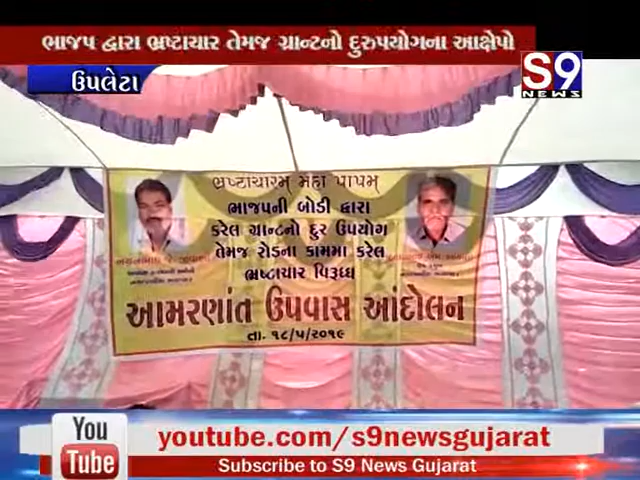 ભાજપ દ્વારા ભ્રષ્ટાચાર તેમજ ગ્રાન્ટનો દુરુપયોગના આક્ષેપો
ઉપલેટા
S9
NEWS
ભ્રષ્ટાચારમ્ મહા પાપમ્
ભાજપની બોડી દ્વારા
કરેલ ગ્રાન્ટનો દુર ઉપયોગ
તેમજ રોડના કામમા કરેલ
ભ્રષ્ટાચાર વિરૂધ્ધ
આમરણાંત ઉપવાસ આંદોલન
તા. ૧૮/૫/૨૦૧૯
You
Tube
youtube.com/s9newsgujarat
Subscribe to S9 News Gujarat
S9
NEWS